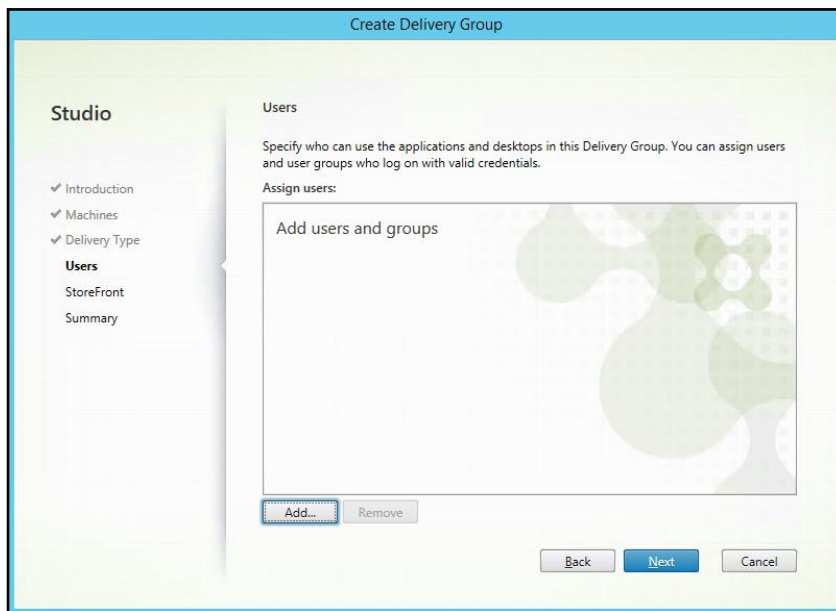 Create Delivery Group
Studio
✔ Introduction
✔ Machines
✔ Delivery Type
Users
StoreFront
Summary
Users
Specify who can use the applications and desktops in this Delivery Group. You can assign users
and user groups who log on with valid credentials.
Assign users:
Add users and groups
Add...
Remove
Back
Next
Cancel